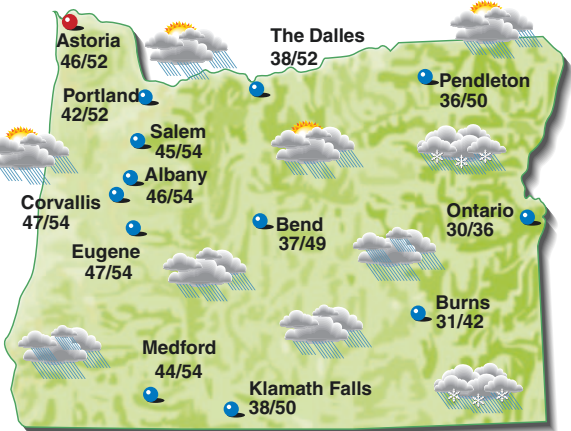 Astoria
46/52
The Dalles
38/52
Pendleton
36/50
Portland
42/52
Salem
45/54
Albany
46/54
Corvallis
47/54
Eugene
47/54
Bend
37/49
Ontario
30/36
Burns
31/42
Medford
44/54
Klamath Falls
38/50